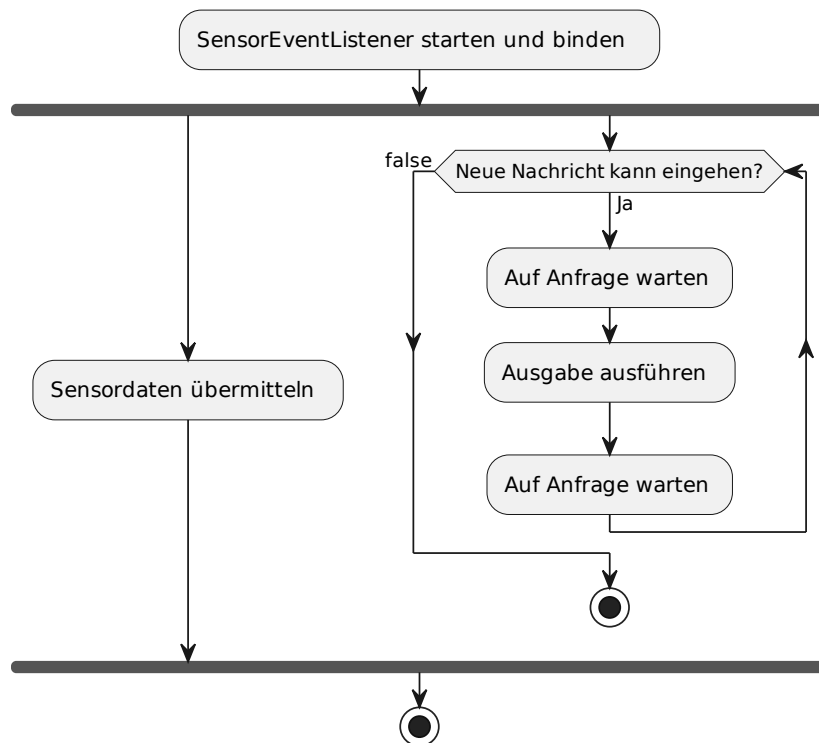 SensorEventListener starten und binden
false
Neue Nachricht kann eingehen?
Ja
Auf Anfrage warten
Ausgabe ausführen
Sensordaten übermitteln
Auf Anfrage warten